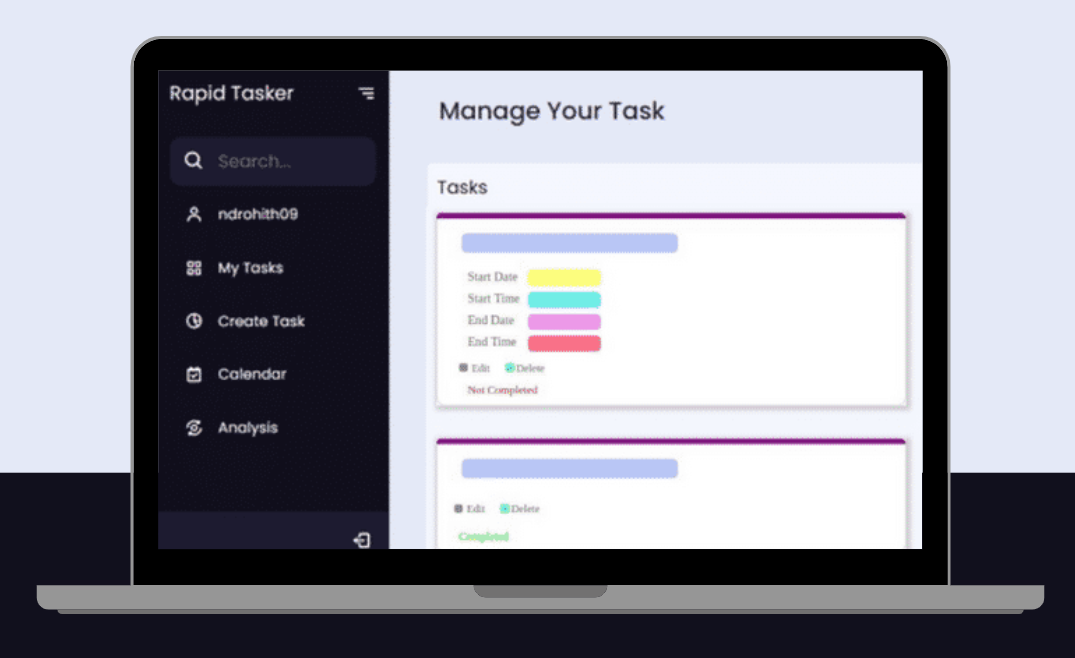 Rapid Tasker
Search...
ndrohith09
My Tasks
Create Task
Calendar
Analysis
Manage Your Task
Tasks
Start Date
Start Time
End Date
End Time
Edit Delete
Not Completed
Edit Delete
Completed